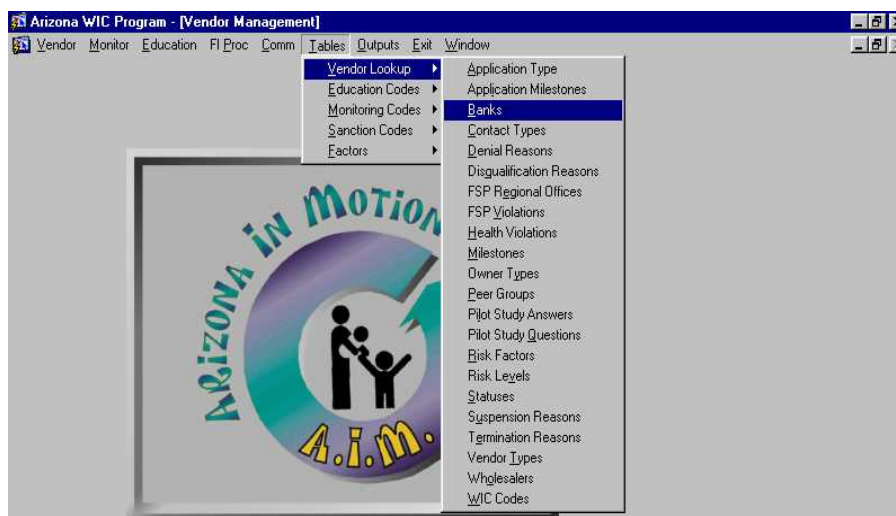 Arizona WIC Program - [Vendor Management]
Vendor Monitor Education FI Proc Comm Tables Outputs Exit Window
Vendor Lookup
Education Codes
Monitoring Codes
Sanction Codes
Factors
Application Type
Application Milestones
Banks
Contact Types
Denial Reasons
Disqualification Reasons
FSP Regional Offices
FSP Violations
Health Violations
Milestones
Owner Types
Peer Groups
Pilot Study Answers
Pilot Study Questions
Risk Factors
Risk Levels
Statuses
Suspension Reasons
Termination Reasons
Vendor Types
Wholesalers
WIC Codes
ARIZONA IN MOTION
A.I.M.